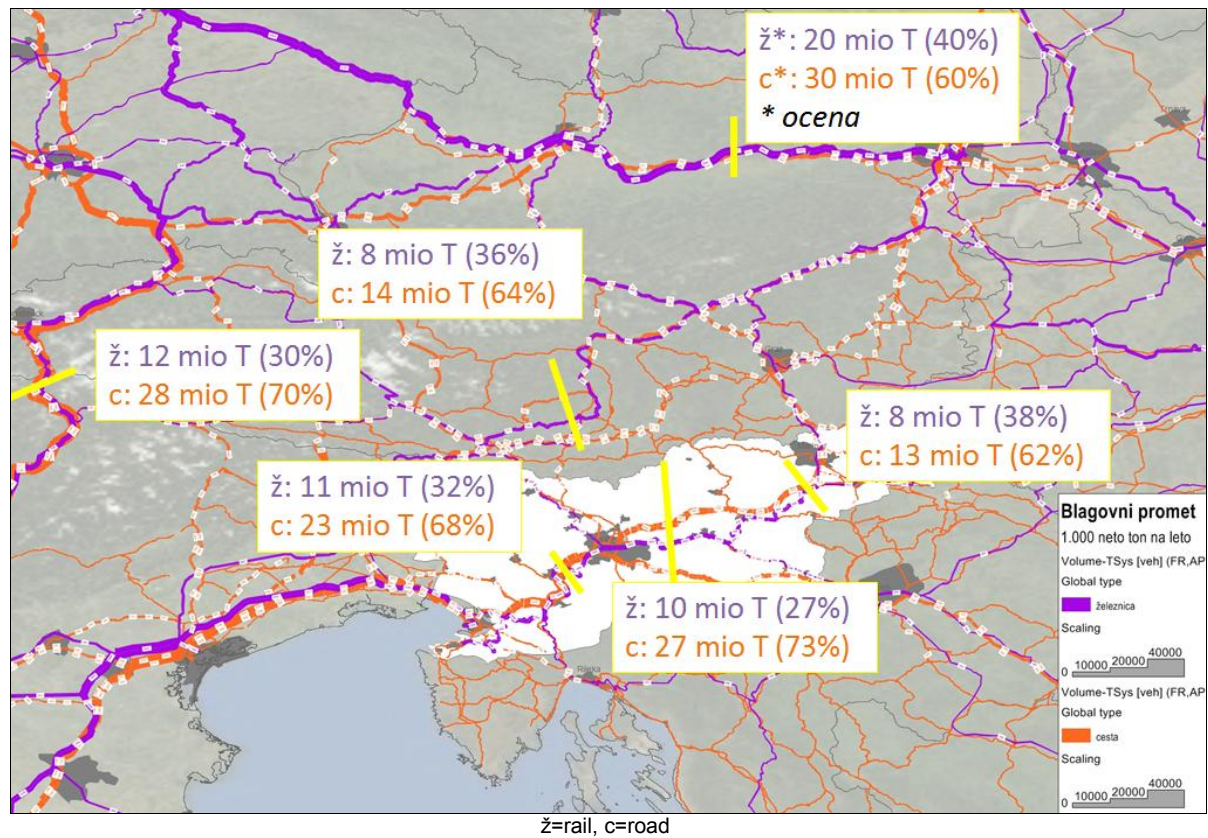 ž*: 20 mio T (40%)
c*: 30 mio T (60%)
* ocena
ž: 8 mio T (36%)
c: 14 mio T (64%)
ž: 12 mio T (30%)
c: 28 mio T (70%)
ž: 8 mio T (38%)
c: 13 mio T (62%)
ž: 11 mio T (32%)
c: 23 mio T (68%)
ž: 10 mio T (27%)
c: 27 mio T (73%)
Rijeka
Blagovni promet
1.000 neto ton na leto
Volume-TSys [veh] (FR,AP
Global type
železnica
Scaling
0 10000 20000 40000
Volume-TSys [veh] (FR,AP
Global type
cesta
Scaling
0 10000 20000 40000
ž=rail, c=road